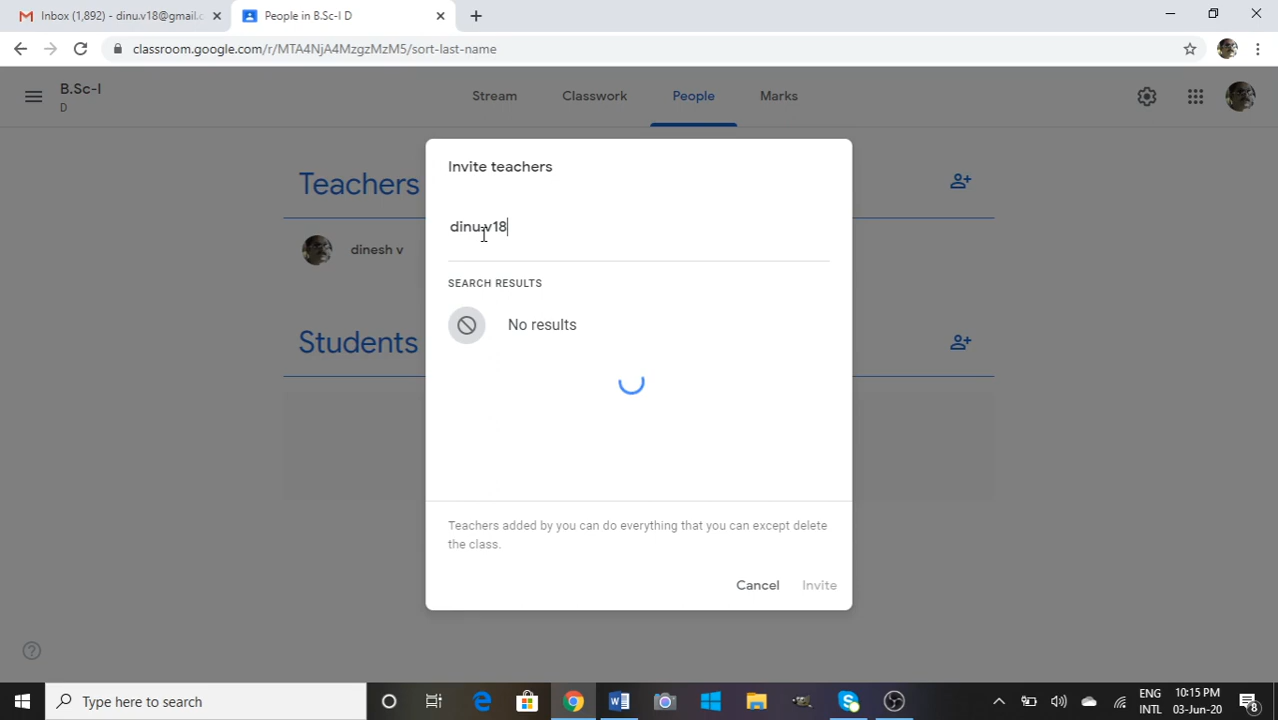 Inbox (1,892) - dinu.v18@gmail.c
People in B.Sc-I D
classroom.google.com/r/MTA4NjA4MzgzMzM5/sort-last-name
B.Sc-I
D
Stream
Classwork
People
Marks
Invite teachers
Teachers
dinu.v18
dinesh v
SEARCH RESULTS
No results
Students
Teachers added by you can do everything that you can except delete
the class.
Cancel
Invite
Type here to search
ENG
INTL
10:15 PM
03-Jun-20
8